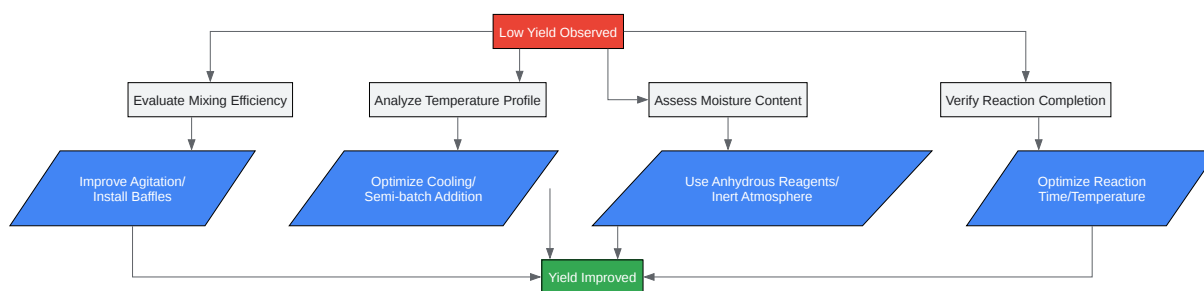 Low Yield Observed
Evaluate Mixing Efficiency
Analyze Temperature Profile
Assess Moisture Content
Verify Reaction Completion
Improve Agitation/
Install Baffles
Optimize Cooling/
Semi-batch Addition
Use Anhydrous Reagents/
Inert Atmosphere
Optimize Reaction
Time/Temperature
Yield Improved